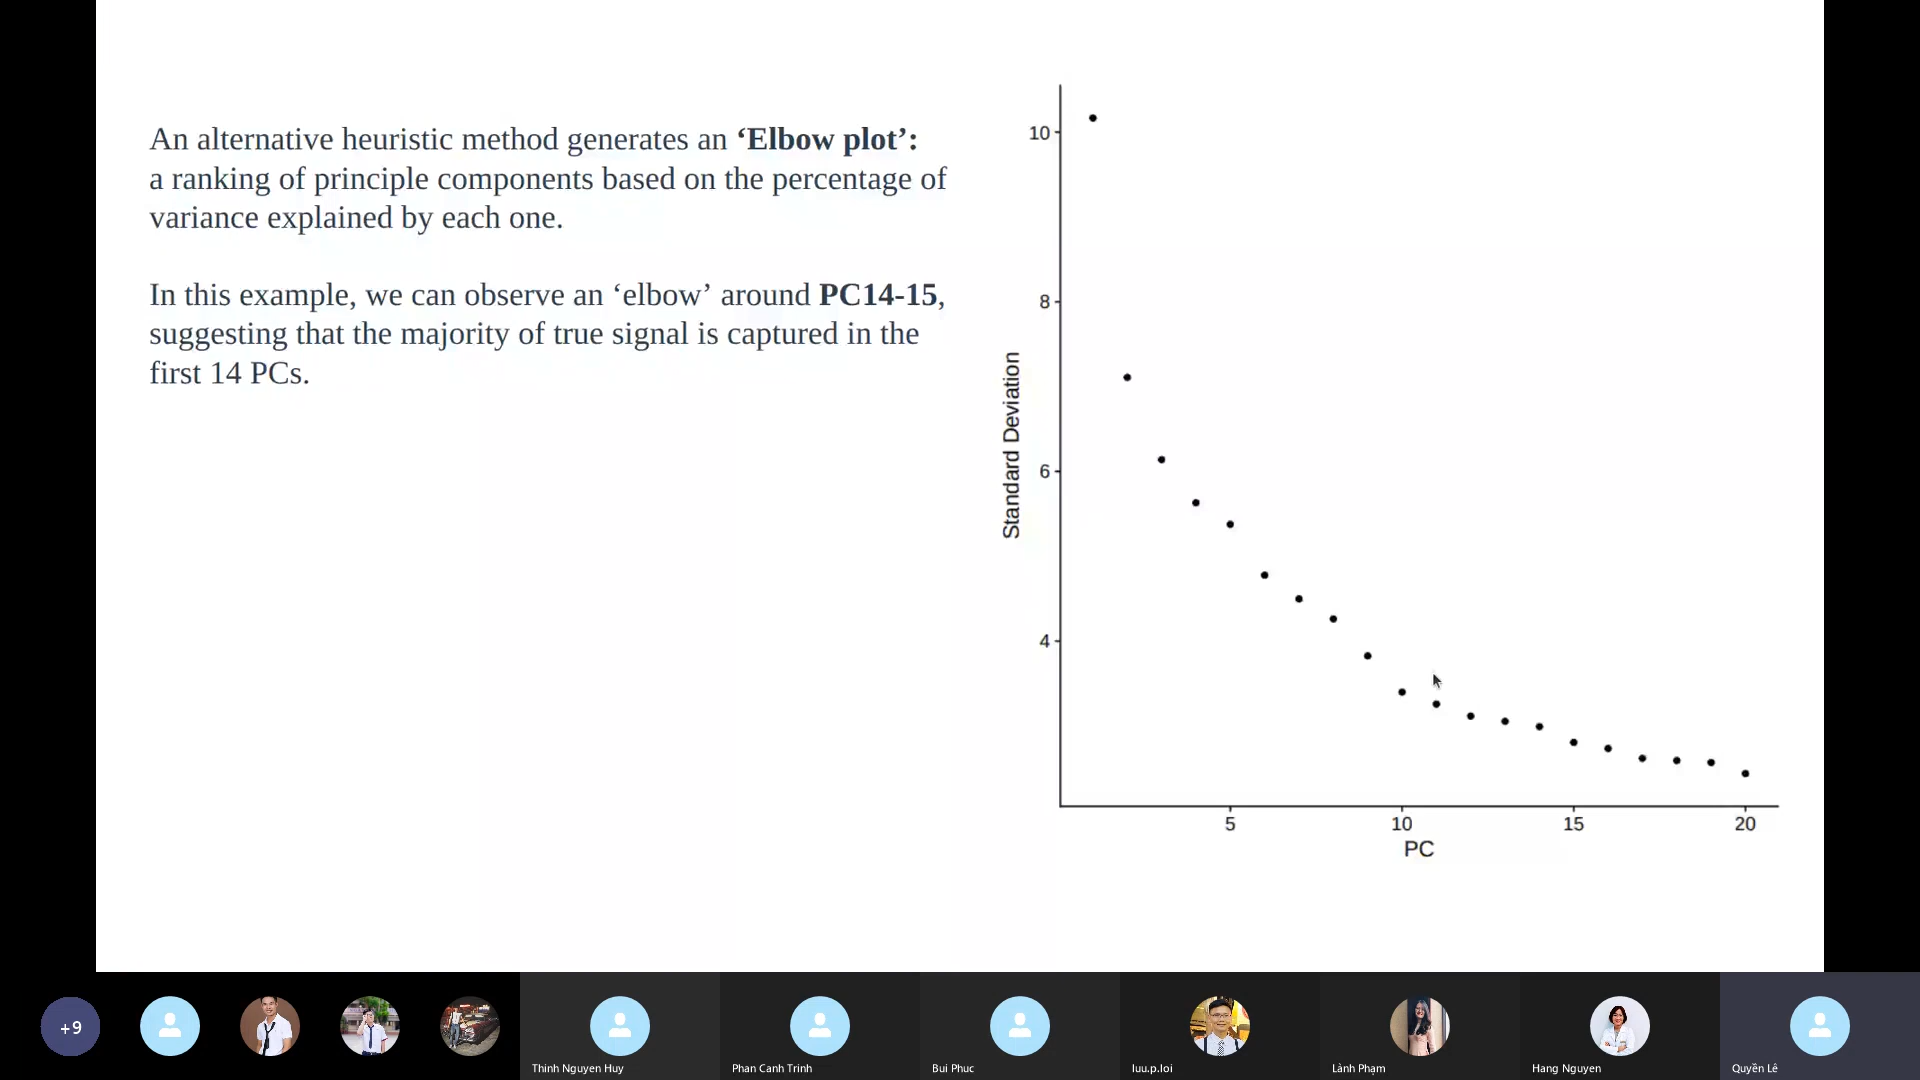 An alternative heuristic method generates an ‘Elbow plot’:
a ranking of principle components based on the percentage of
variance explained by each one.
In this example, we can observe an ‘elbow’ around PC14-15,
suggesting that the majority of true signal is captured in the
first 14 PCs.
10
8
6
4
Standard Deviation
5 10 15 20
PC
+9
Thinh Nguyen Huy
Phan Canh Trinh
Bui Phuc
luu.p.loi
Lành Phạm
Hang Nguyen
Quyền Lê